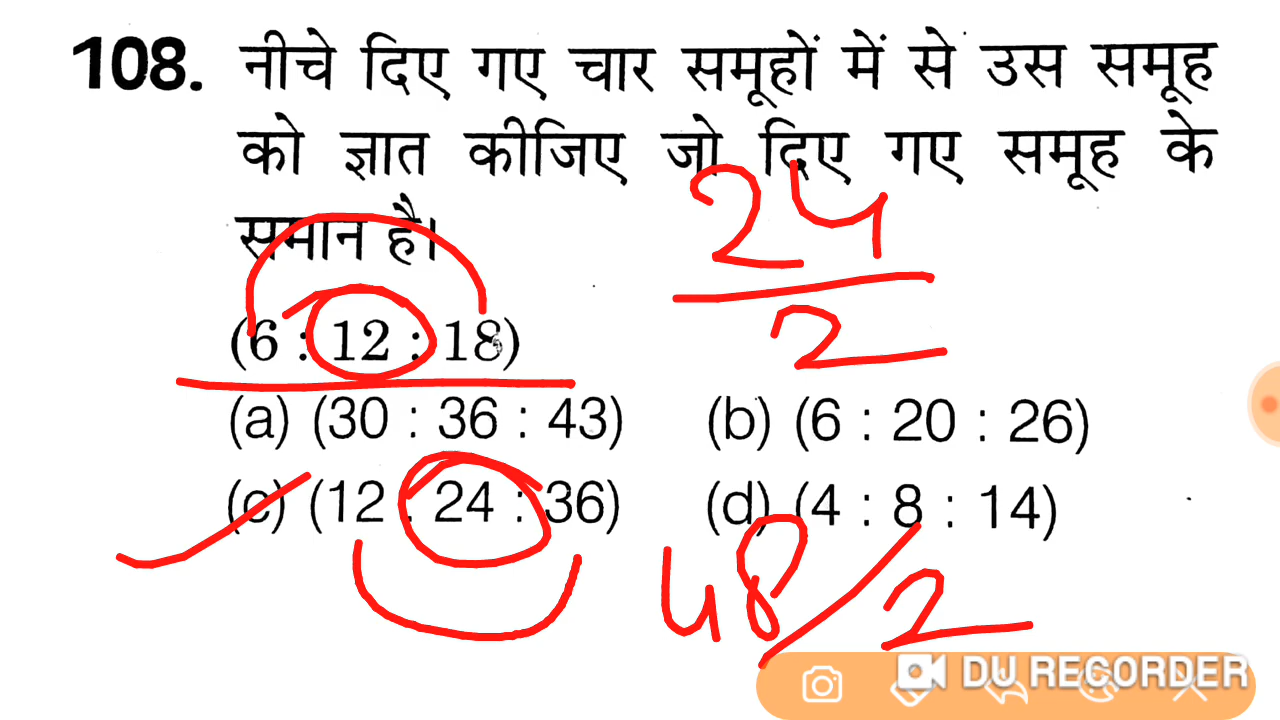 108. नीचे दिए गए चार समूहों में से उस समूह
को ज्ञात कीजिए जो दिए गए समूह के
समान है।
24
2
(6 : 12 : 18)
(a) (30 : 36 : 43) (b) (6 : 20 : 26)
(c) (12 : 24 : 36) (d) (4 : 8 : 14)
48/2
DU RECORDER